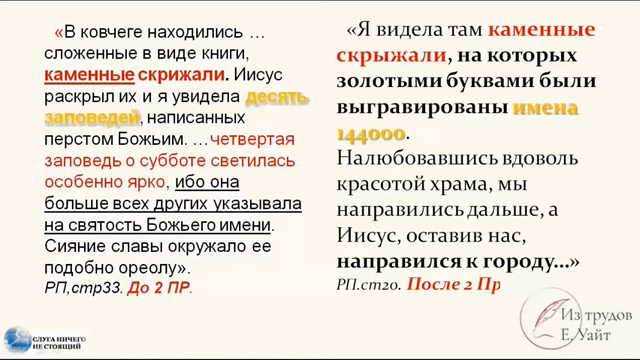 «В ковчеге находились …
сложенные в виде книги,
каменные скрижали. Иисус
раскрыл их и я увидела десять
заповедей, написанных
перстом Божьим. …четвертая
заповедь о субботе светилась
особенно ярко, ибо она
больше всех других указывала
на святость Божьего имени.
Сияние славы окружало ее
подобно ореолу».
РП,стр33. До 2 ПР.
«Я видела там каменные
скрыжали, на которых
золотыми буквами были
выгравированы имена
144000.
Налюбовавшись вдоволь
красотой храма, мы
направились дальше, а
Иисус, оставив нас,
направился к городу...»
РП.ст20. После 2 Пр
Из трудов
Е. Уайт
СЛУГА НИЧЕГО
НЕ СТОЯЩИЙ